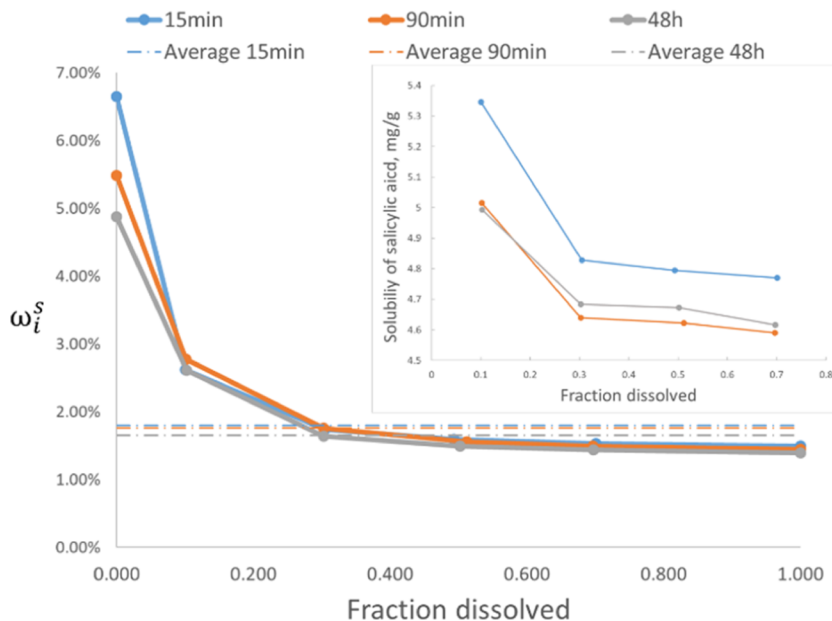 15min 90min 48h
Average 15min Average 90min Average 48h
7.00%
6.00%
5.00%
4.00%
3.00%
2.00%
1.00%
0.00%
ω_i^s
0.000 0.200 0.400 0.600 0.800 1.000
Fraction dissolved
5.4
5.3
5.2
5.1
5
4.9
4.8
4.7
4.6
4.5
Solubiliy of salicylic aicd, mg/g
0 0.1 0.2 0.3 0.4 0.5 0.6 0.7 0.8
Fraction dissolved